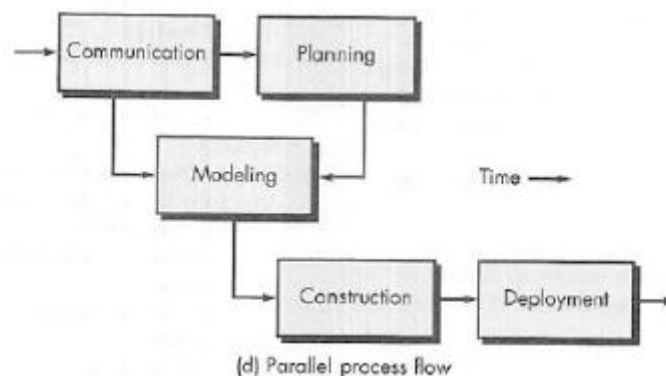 Communication
Planning
Modeling
Time
Construction
Deployment
(d) Parallel process flow